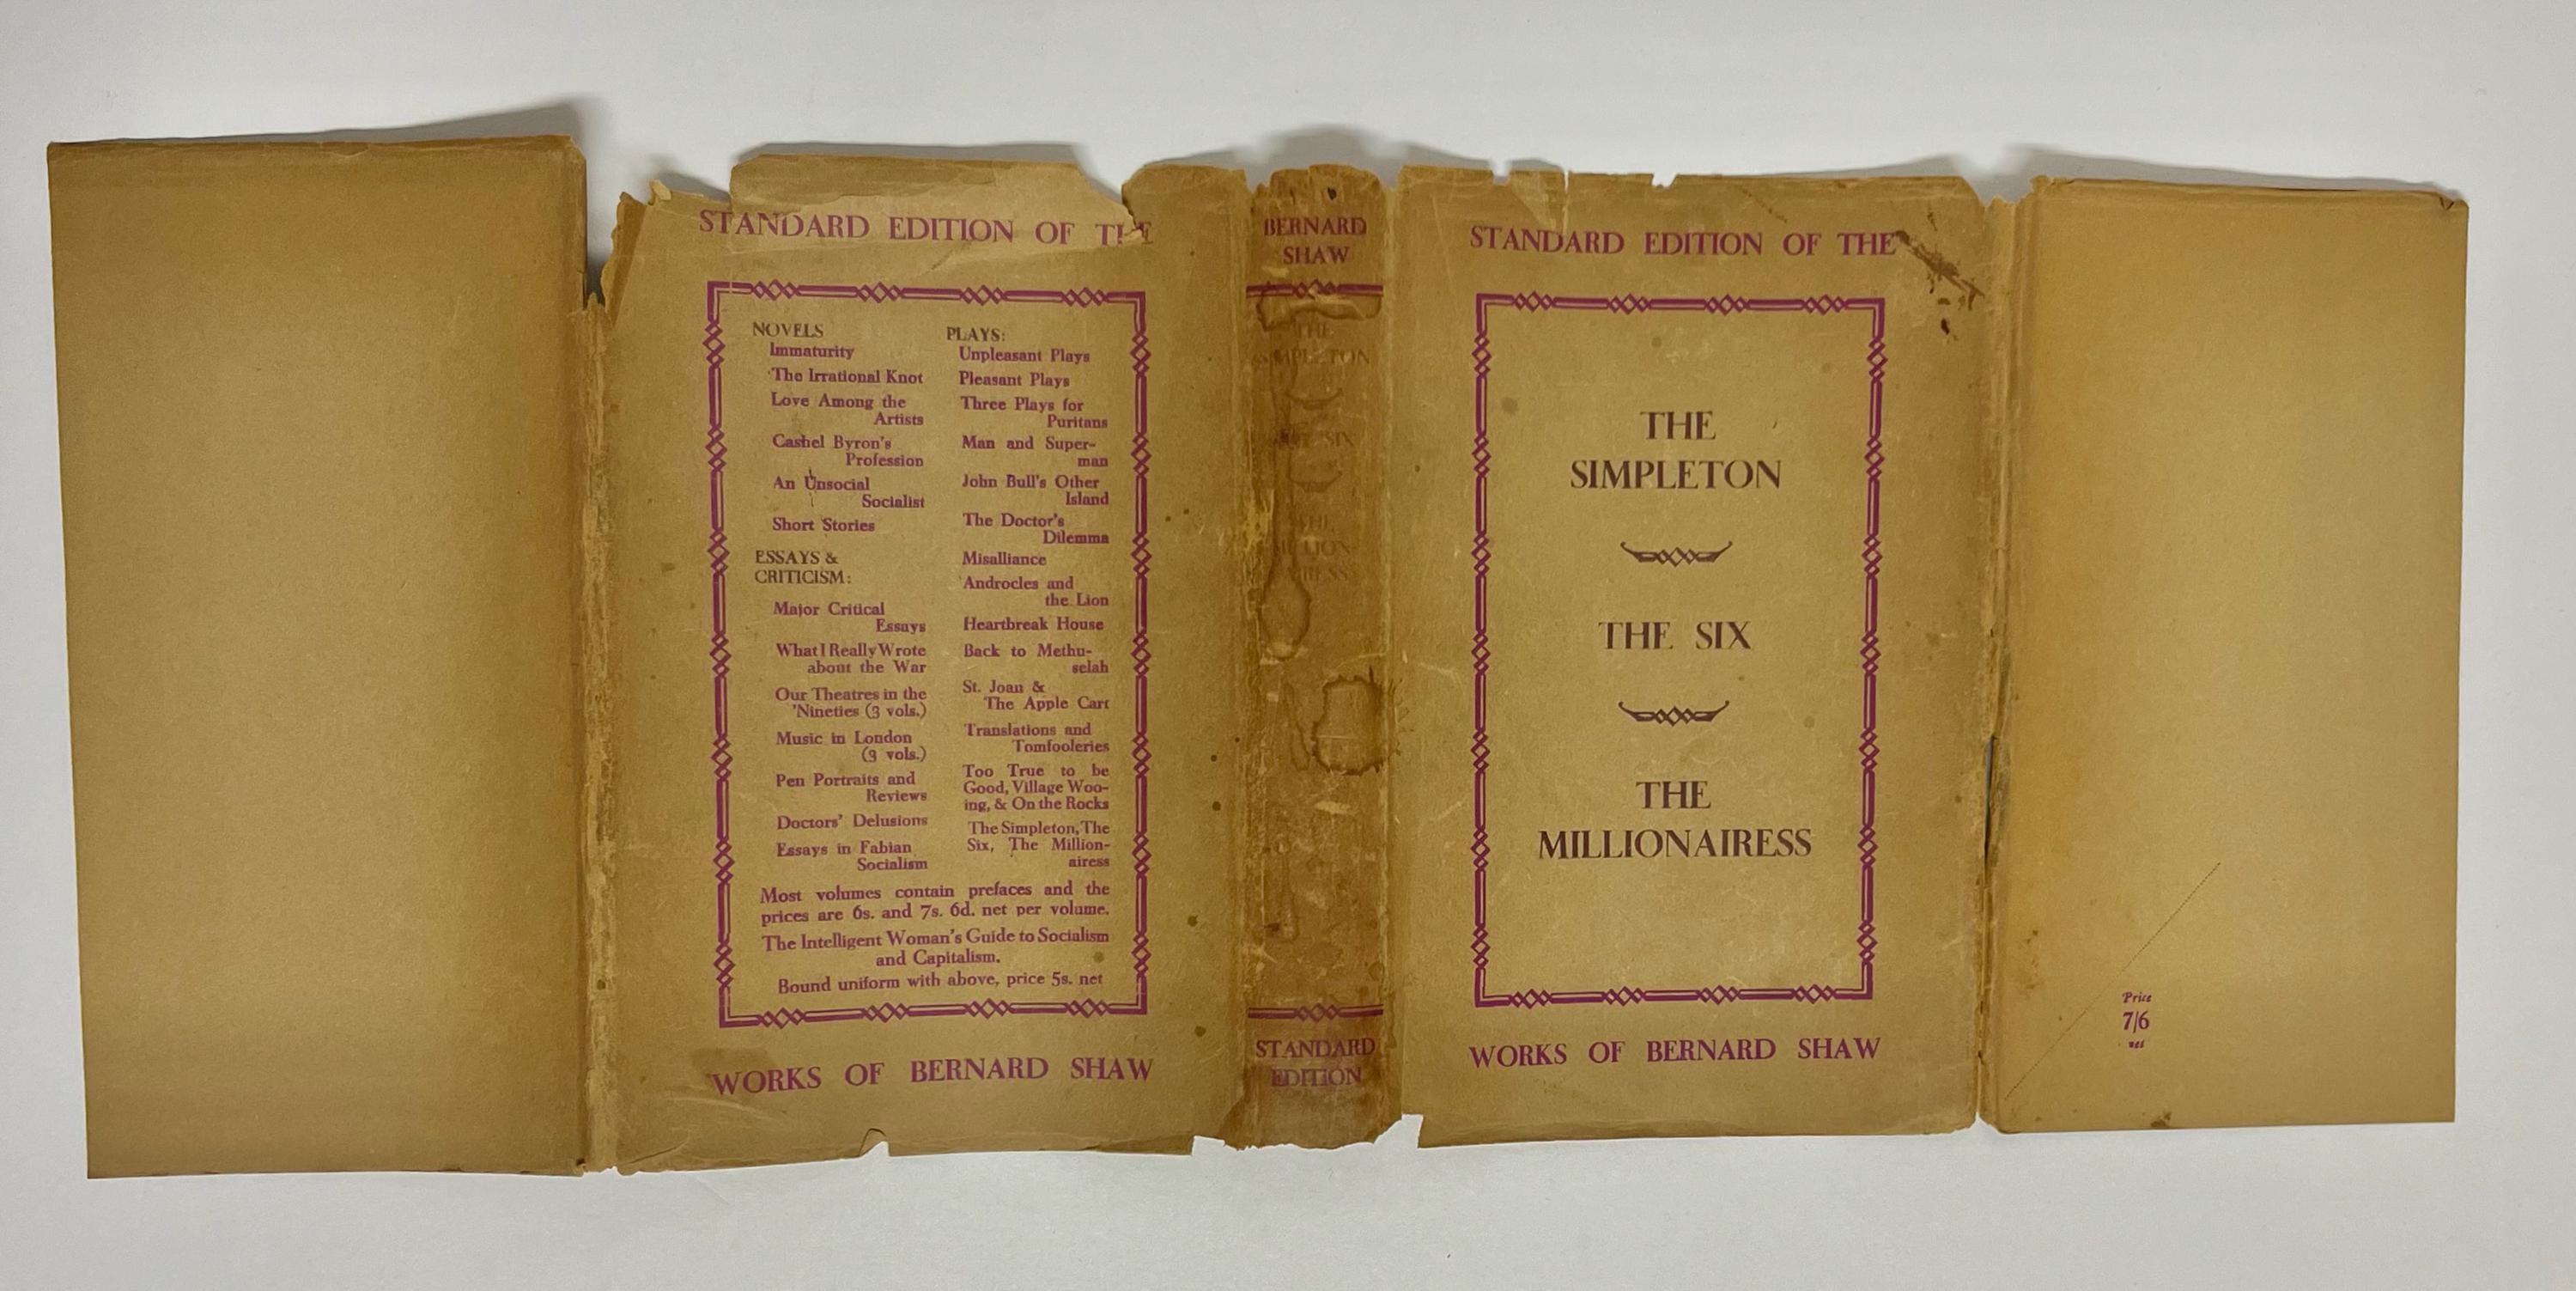 STANDARD EDITION OF THE
NOVELS
Immaturity
The Irrational Knot
Love Among the
Artists
Cashel Byron's
Profession
An Unsocial
Socialist
Short Stories
ESSAYS &
CRITICISM:
Major Critical
Essays
What I Really Wrote
about the War
Our Theatres in the
'Nineties (3 vols.)
Music in London
(3 vols.)
Pen Portraits and
Reviews
Doctors' Delusions
Essays in Fabian
Socialism
PLAYS:
Unpleasant Plays
Pleasant Plays
Three Plays for
Puritans
Man and Super-
man
John Bull's Other
Island
The Doctor's
Dilemma
Misalliance
Androcles and
the Lion
Heartbreak House
Back to Methu-
selah
St. Joan &
The Apple Cart
Translations and
Tomfooleries
Too True to be
Good, Village Woo-
ing, & On the Rocks
The Simpleton, The
Six, The Million-
airess
Most volumes contain prefaces and the
prices are 6s. and 7s. 6d. net per volume.
The Intelligent Woman's Guide to Socialism
and Capitalism.
Bound uniform with above, price 5s. net
WORKS OF BERNARD SHAW
BERNARD
SHAW
THE
SIMPLETON
THE SIX
THE
MILLION-
AIRESS
STANDARD
EDITION
STANDARD EDITION OF THE
THE
SIMPLETON
THE SIX
THE
MILLIONAIRESS
WORKS OF BERNARD SHAW
Price
7/6
net